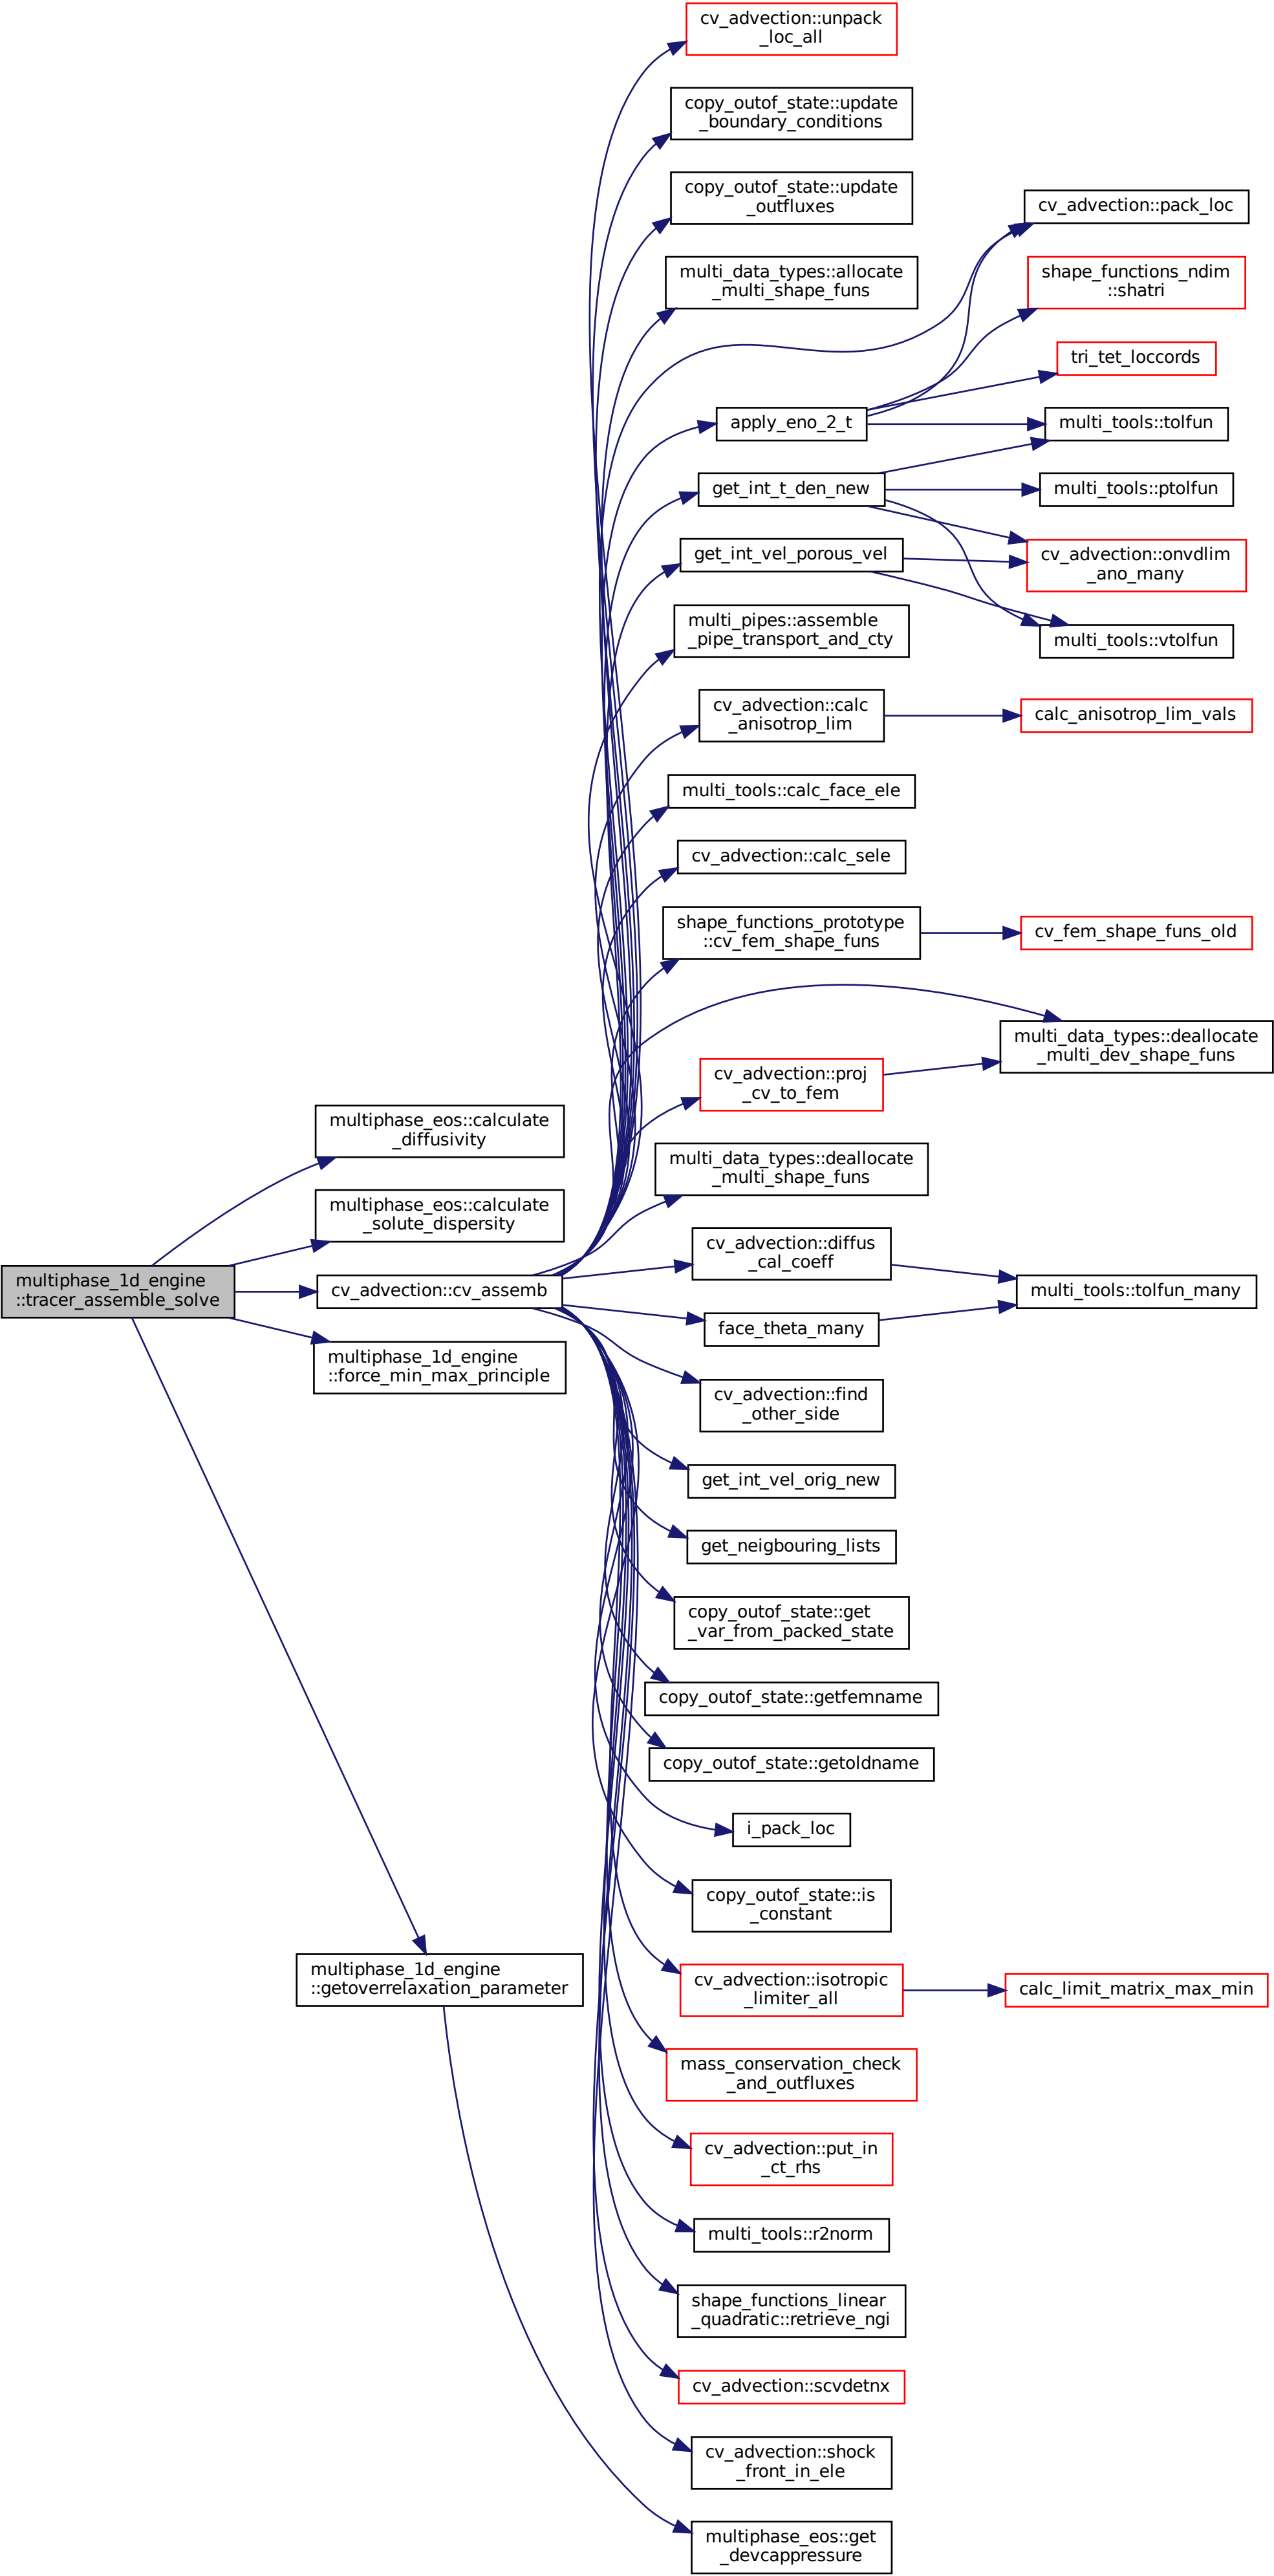 cv_advection::unpack
_loc_all
copy_outof_state::update
_boundary_conditions
copy_outof_state::update
_outfluxes
cv_advection::pack_loc
multi_data_types::allocate
_multi_shape_funs
shape_functions_ndim
::shatri
tri_tet_loccords
apply_eno_2_t
multi_tools::tolfun
get_int_t_den_new
multi_tools::ptolfun
get_int_vel_porous_vel
cv_advection::onvdlim
_ano_many
multi_pipes::assemble
_pipe_transport_and_cty
multi_tools::vtolfun
cv_advection::calc
_anisotrop_lim
calc_anisotrop_lim_vals
multi_tools::calc_face_ele
cv_advection::calc_sele
shape_functions_prototype
::cv_fem_shape_funs
cv_fem_shape_funs_old
multi_data_types::deallocate
_multi_dev_shape_funs
cv_advection::proj
_cv_to_fem
multiphase_eos::calculate
_diffusivity
multi_data_types::deallocate
_multi_shape_funs
multiphase_eos::calculate
_solute_dispersity
cv_advection::diffus
_cal_coeff
multiphase_1d_engine
::tracer_assemble_solve
cv_advection::cv_assemb
multi_tools::tolfun_many
face_theta_many
multiphase_1d_engine
::force_min_max_principle
cv_advection::find
_other_side
get_int_vel_orig_new
get_neigbouring_lists
copy_outof_state::get
_var_from_packed_state
copy_outof_state::getfemname
copy_outof_state::getoldname
i_pack_loc
copy_outof_state::is
_constant
multiphase_1d_engine
::getoverrelaxation_parameter
cv_advection::isotropic
_limiter_all
calc_limit_matrix_max_min
mass_conservation_check
_and_outfluxes
cv_advection::put_in
_ct_rhs
multi_tools::r2norm
shape_functions_linear
_quadratic::retrieve_ngi
cv_advection::scvdetnx
cv_advection::shock
_front_in_ele
multiphase_eos::get
_devcappressure